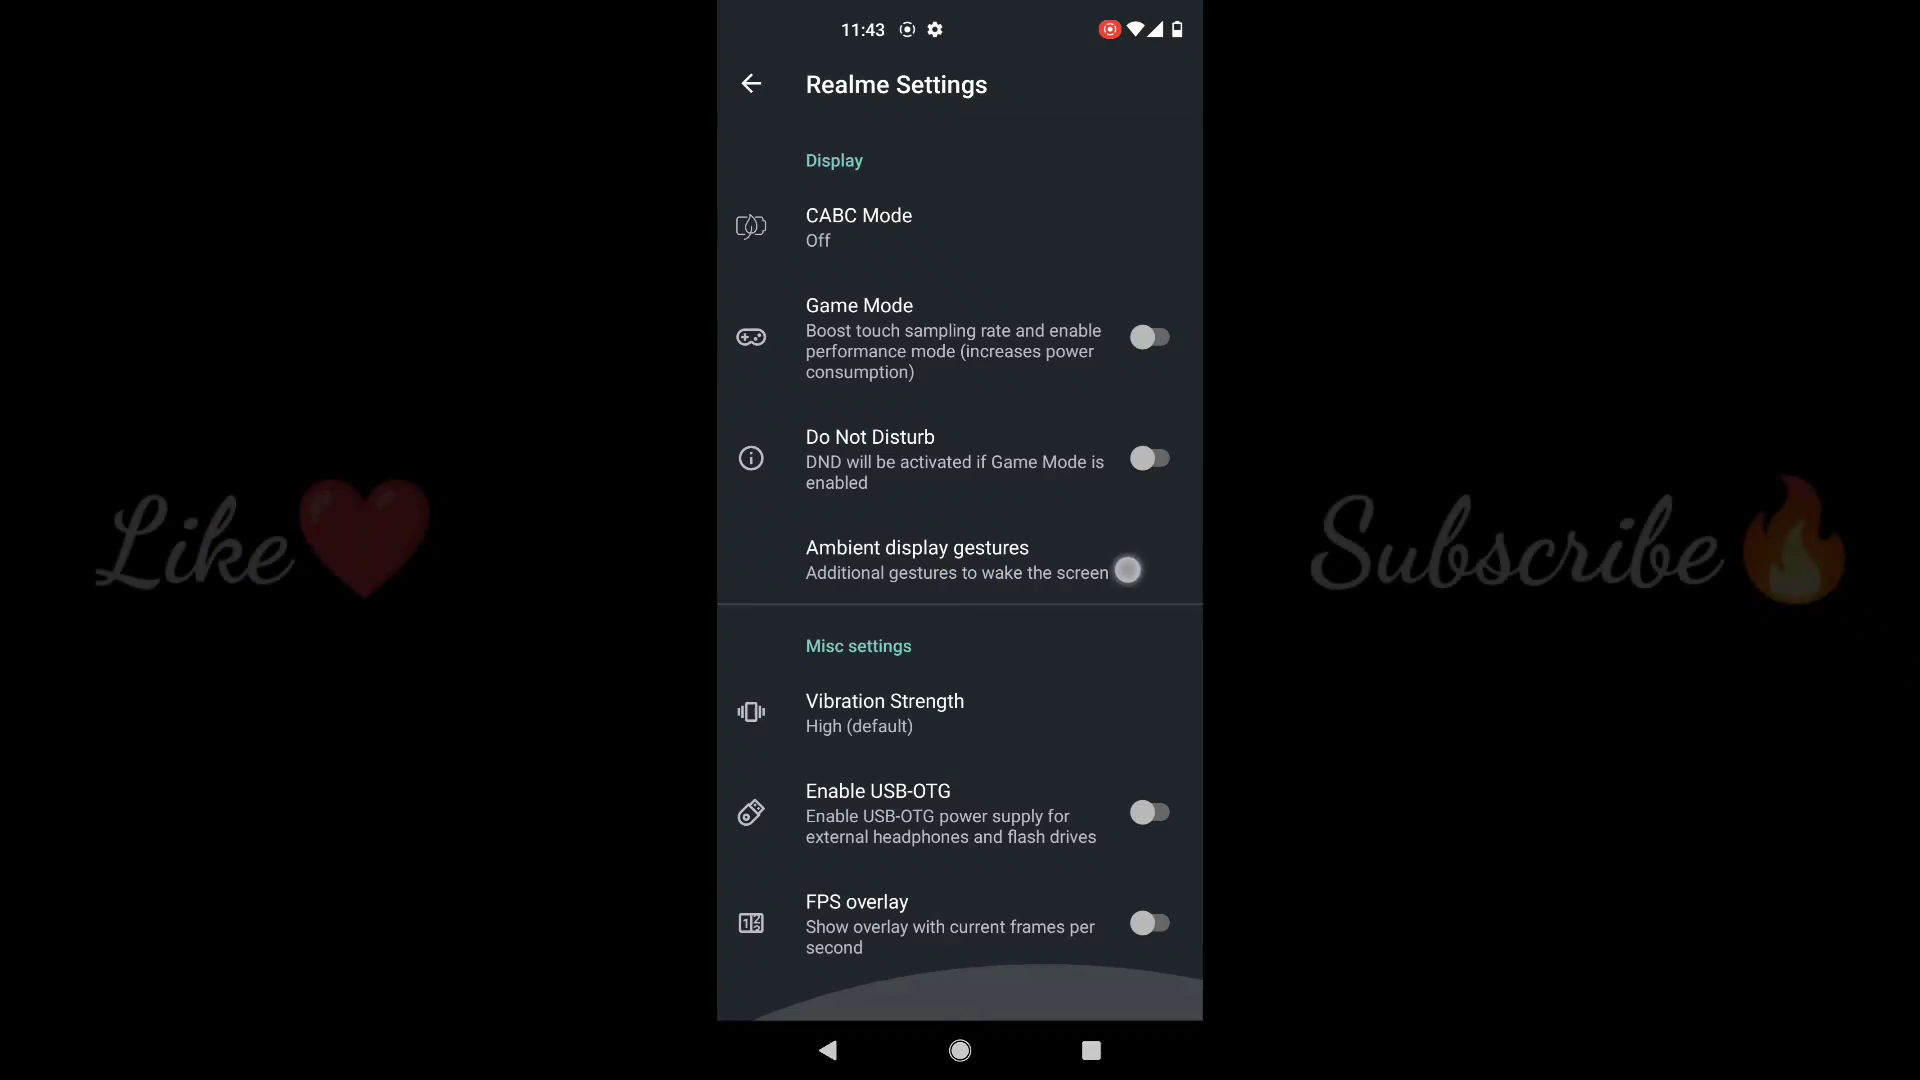 11:43
Realme Settings
Display
CABC Mode
Off
Game Mode
Boost touch sampling rate and enable
performance mode (increases power
consumption)
Do Not Disturb
DND will be activated if Game Mode is
enabled
Ambient display gestures
Additional gestures to wake the screen
Like
Subscribe
Misc settings
Vibration Strength
High (default)
Enable USB-OTG
Enable USB-OTG power supply for
external headphones and flash drives
FPS overlay
Show overlay with current frames per
second